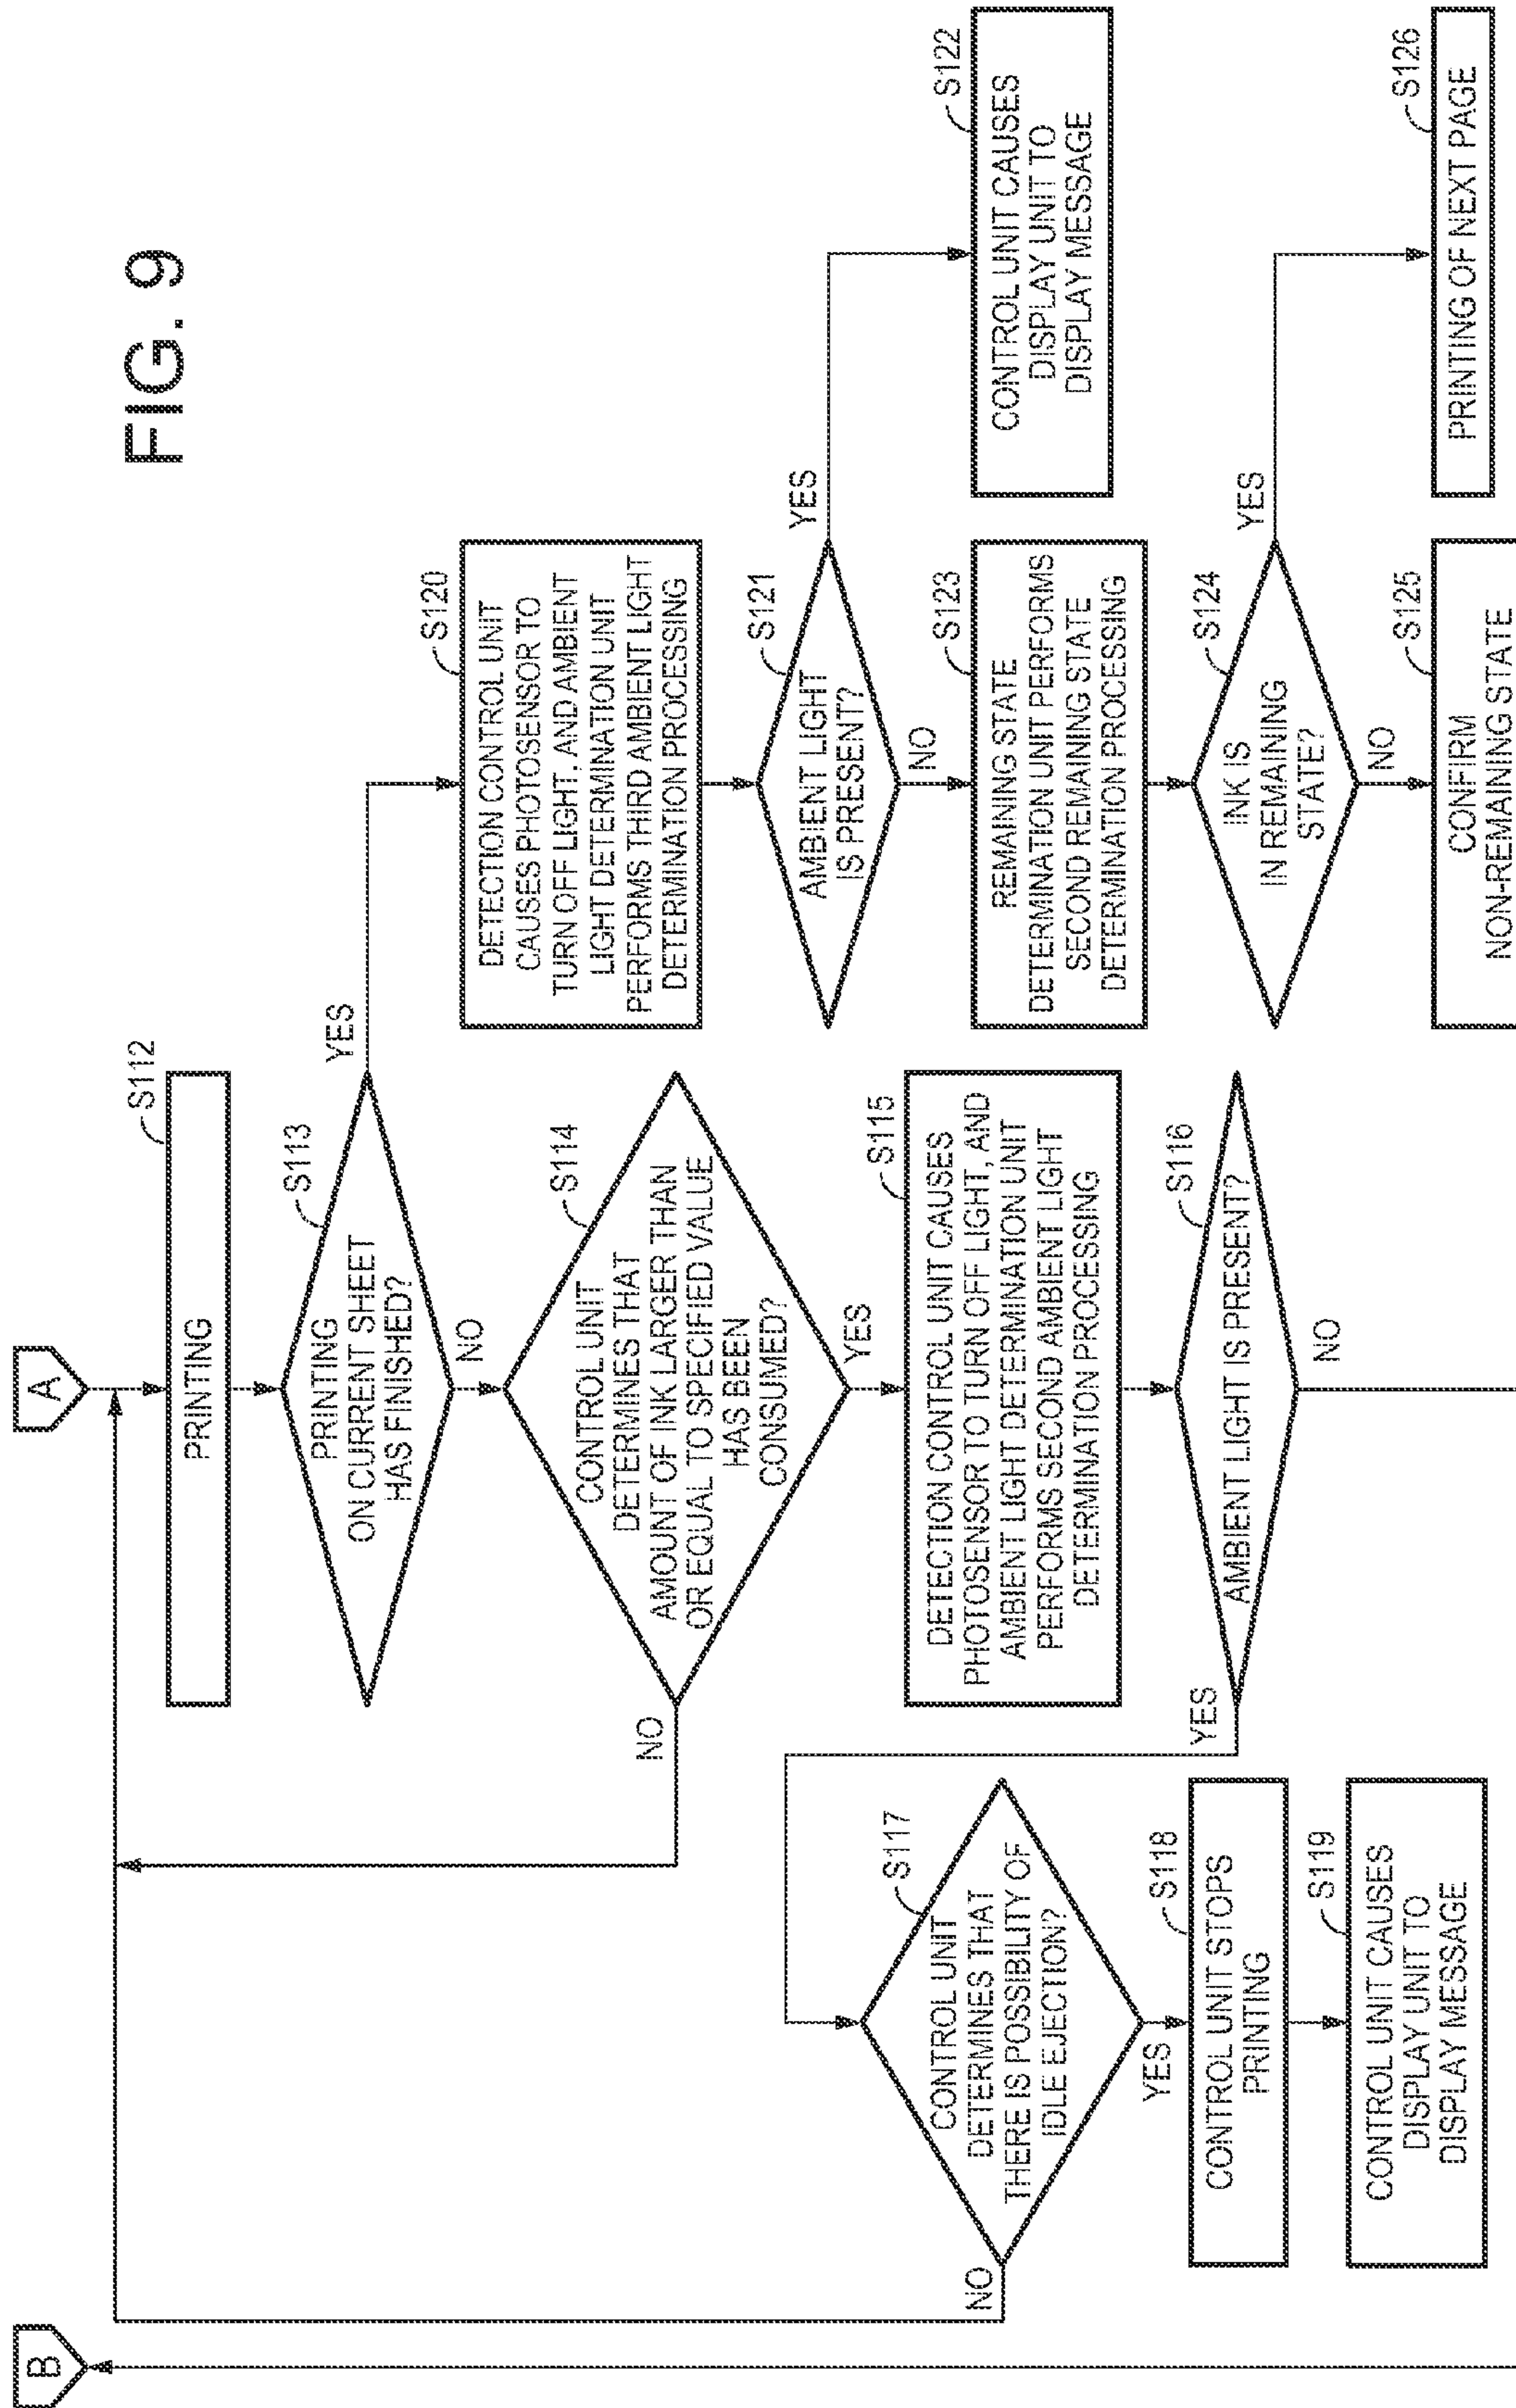 FIG. 9
A
B
S112
PRINTING
S113
PRINTING
ON CURRENT SHEET
HAS FINISHED?
YES
NO
S114
CONTROL UNIT
DETERMINES THAT
AMOUNT OF INK LARGER THAN
OR EQUAL TO SPECIFIED VALUE
HAS BEEN
CONSUMED?
NO
YES
S115
DETECTION CONTROL UNIT CAUSES
PHOTOSENSOR TO TURN OFF LIGHT, AND
AMBIENT LIGHT DETERMINATION UNIT
PERFORMS SECOND AMBIENT LIGHT
DETERMINATION PROCESSING
S116
AMBIENT LIGHT IS PRESENT?
YES
NO
S117
CONTROL UNIT
DETERMINES THAT
THERE IS POSSIBILITY OF
IDLE EJECTION?
NO
YES
S118
CONTROL UNIT STOPS
PRINTING
S119
CONTROL UNIT CAUSES
DISPLAY UNIT TO
DISPLAY MESSAGE
S120
DETECTION CONTROL UNIT
CAUSES PHOTOSENSOR TO
TURN OFF LIGHT, AND AMBIENT
LIGHT DETERMINATION UNIT
PERFORMS THIRD AMBIENT LIGHT
DETERMINATION PROCESSING
S121
AMBIENT LIGHT
IS PRESENT?
YES
NO
S122
CONTROL UNIT CAUSES
DISPLAY UNIT TO
DISPLAY MESSAGE
S123
REMAINING STATE
DETERMINATION UNIT PERFORMS
SECOND REMAINING STATE
DETERMINATION PROCESSING
S124
INK IS
IN REMAINING
STATE?
YES
NO
S125
CONFIRM
NON-REMAINING STATE
S126
PRINTING OF NEXT PAGE